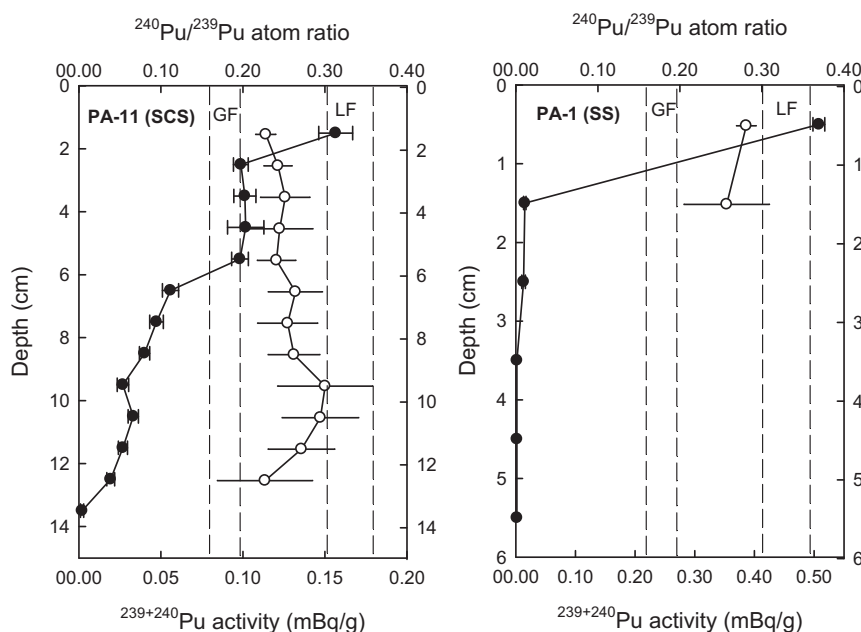 ²⁴⁰Pu/²³⁹Pu atom ratio
00.00 0.10 0.20 0.30 0.40
PA-11 (SCS) GF LF
Depth (cm)
2
4
6
8
10
12
14
0
2
4
6
8
10
12
14
00.00 0.05 0.10 0.15 0.20
²³⁹⁺²⁴⁰Pu activity (mBq/g)
²⁴⁰Pu/²³⁹Pu atom ratio
00.00 0.10 0.20 0.30 0.40
PA-1 (SS) GF LF
Depth (cm)
0
1
2
3
4
5
6
0
1
2
3
4
5
6
00.00 0.10 0.20 0.30 0.40 0.50
²³⁹⁺²⁴⁰Pu activity (mBq/g)